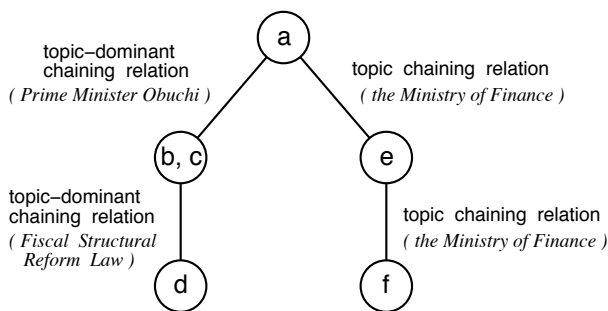 a
topic-dominant
chaining relation
( Prime Minister Obuchi )
topic chaining relation
( the Ministry of Finance )
b, c
e
topic-dominant
chaining relation
( Fiscal Structural
Reform Law )
topic chaining relation
( the Ministry of Finance )
d
f